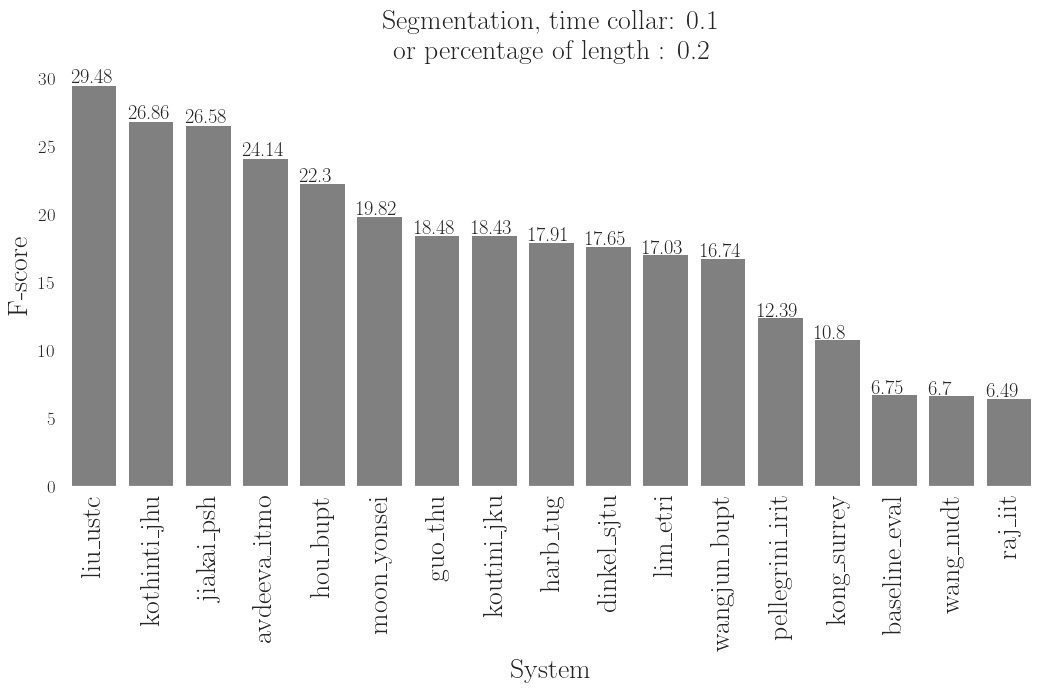 Segmentation, time collar: 0.1
or percentage of length : 0.2
F-score
30
25
20
15
10
5
0
29.48
26.86
26.58
24.14
22.3
19.82
18.48
18.43
17.91
17.65
17.03
16.74
12.39
10.8
6.75
6.7
6.49
liu_ustc
kothinti_jhu
jiakai_psh
avdeeva_itmo
hou_bupt
moon_yonsei
guo_thu
koutini_jku
harb_tug
dinkel_sjtu
lim_etri
wangjun_bupt
pellegrini_irit
kong_surrey
baseline_eval
wang_nudt
raj_iit
System